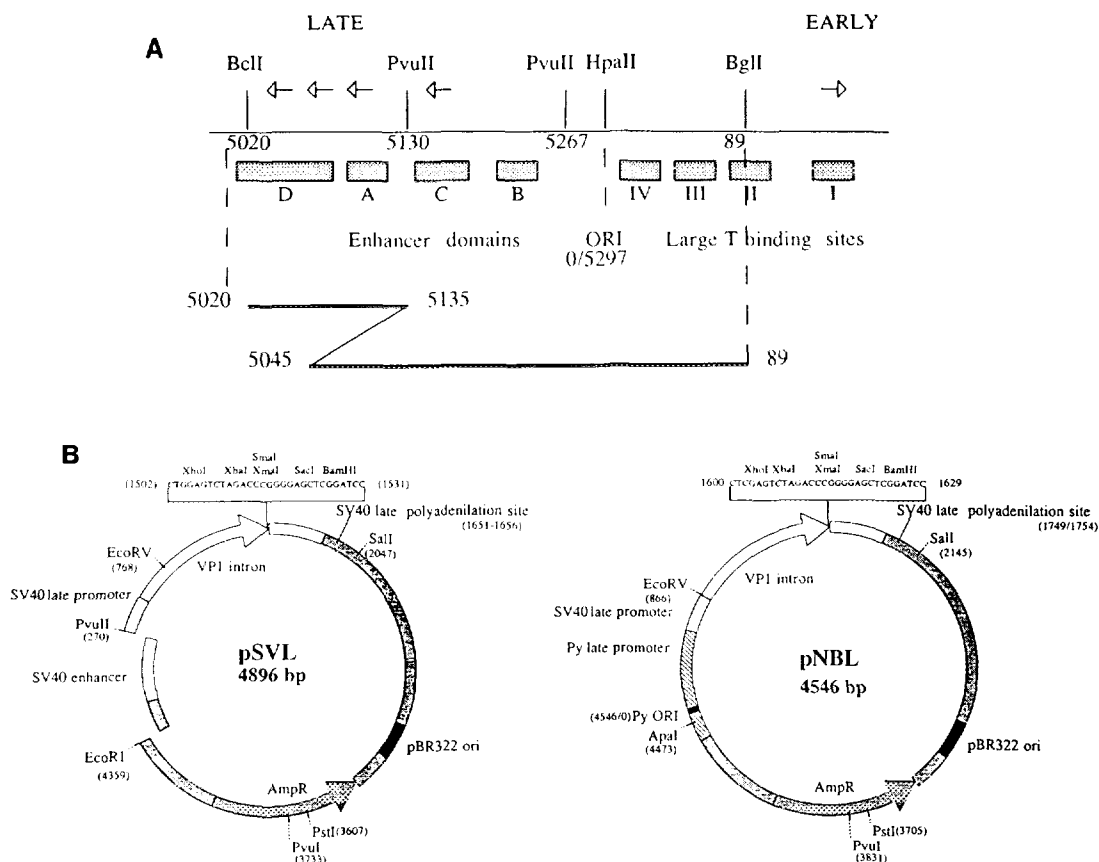 LATE EARLY
A
BclI PvuII PvuII HpaII BglI
5020 5130 5267 89
D A C B IV III II I
Enhancer domains ORI Large T binding sites
0/5297
5020 5135
5045 89
B
SmaI
XhoI XbaI XmaI SacI BamHI
(1502) CTGGAGTCTAGACCCGGGGAGCTCGGATCC (1531)
SV40 late polyadenilation site
(1651-1656)
SalI
(2047)
EcoRV
(768)
VP1 intron
SV40 late promoter
PvuII
(270)
pSVL
4896 bp
SV40 enhancer
EcoR1
(4359)
pBR322 ori
AmpR
PstI(3607)
PvuI
(3733)
SmaI
XhoI XbaI XmaI SacI BamHI
1600 CTCGAGTCTAGACCCGGGGAGCTCGGATCC 1629
SV40 late polyadenilation site
(1749/1754)
SalI
(2145)
VP1 intron
EcoRV
(866)
SV40 late promoter
Py late promoter
pNBL
4546 bp
(4546/0)Py ORI
ApaI
(4473)
pBR322 ori
AmpR
PstI(3705)
PvuI
(3831)